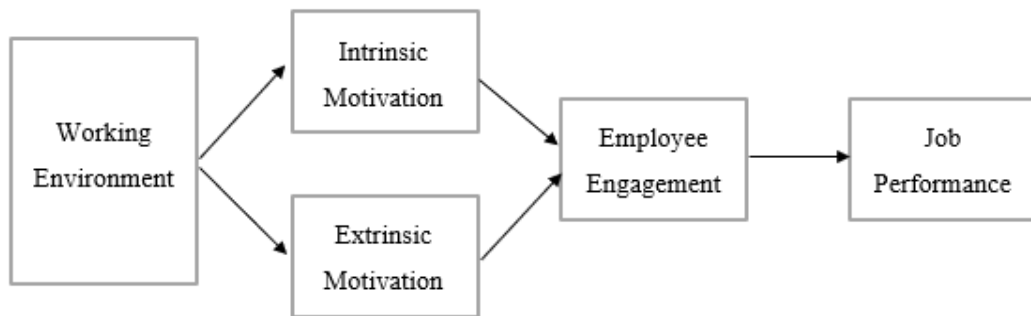 Working
Environment
Intrinsic
Motivation
Extrinsic
Motivation
Employee
Engagement
Job
Performance